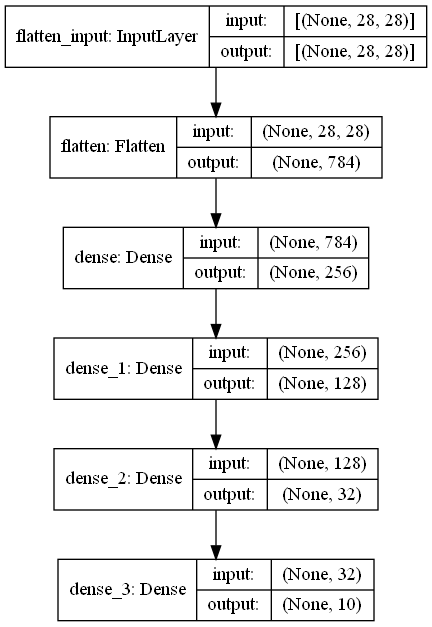 flatten_input: InputLayer
input: [(None, 28, 28)]
output: [(None, 28, 28)]
flatten: Flatten
input: (None, 28, 28)
output: (None, 784)
dense: Dense
input: (None, 784)
output: (None, 256)
dense_1: Dense
input: (None, 256)
output: (None, 128)
dense_2: Dense
input: (None, 128)
output: (None, 32)
dense_3: Dense
input: (None, 32)
output: (None, 10)